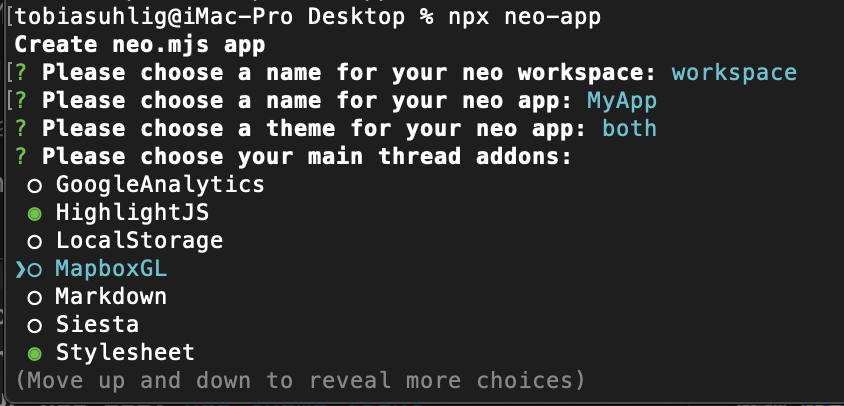 [tobiasuhlig@iMac-Pro Desktop % npx neo-app
Create neo.mjs app
[? Please choose a name for your neo workspace: workspace
[? Please choose a name for your neo app: MyApp
? Please choose a theme for your neo app: both
? Please choose your main thread addons:
○ GoogleAnalytics
◉ HighlightJS
○ LocalStorage
❯○ MapboxGL
○ Markdown
○ Siesta
◉ Stylesheet
(Move up and down to reveal more choices)